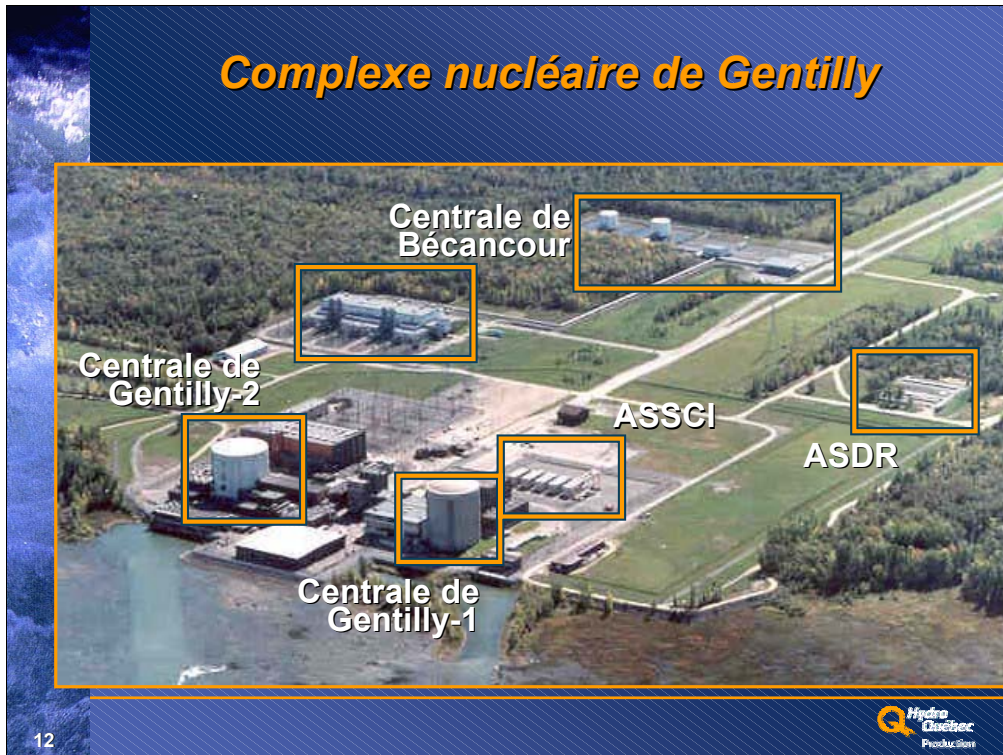 Complexe nucléaire de Gentilly
Centrale de
Bécancour
Centrale de
Gentilly-2
ASSCI
ASDR
Centrale de
Gentilly-1
12
Hydro
Québec
Production